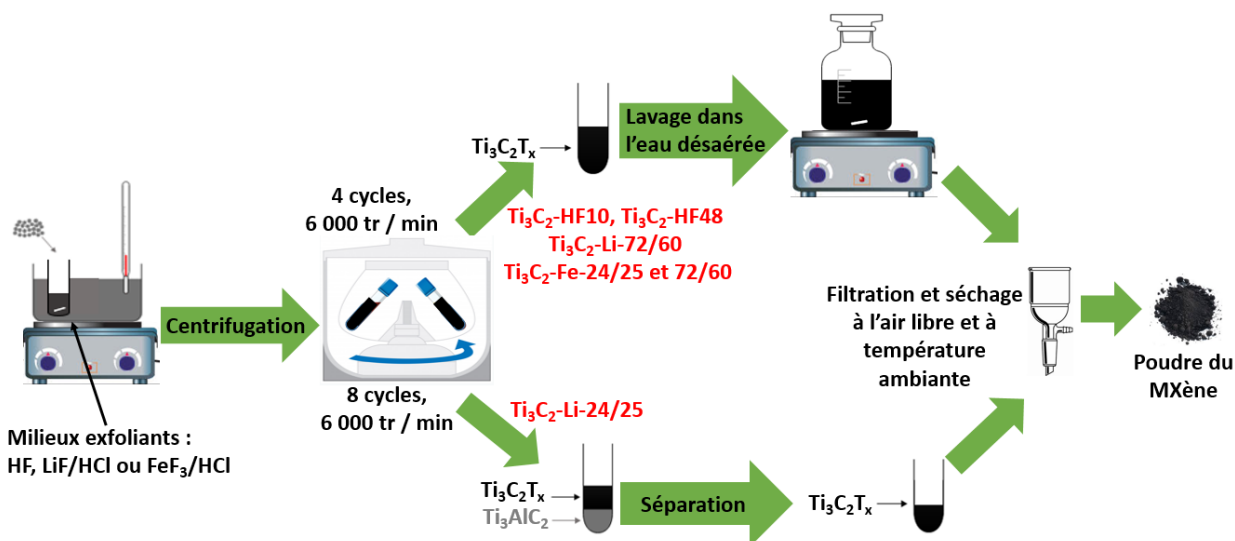 Milieux exfoliants :
HF, LiF/HCl ou FeF₃/HCl
Centrifugation
4 cycles,
6 000 tr / min
8 cycles,
6 000 tr / min
Ti₃C₂Tₓ
Lavage dans
l’eau désaérée
Ti₃C₂-HF10, Ti₃C₂-HF48
Ti₃C₂-Li-72/60
Ti₃C₂-Fe-24/25 et 72/60
Ti₃C₂-Li-24/25
Ti₃C₂Tₓ
Ti₃AlC₂
Séparation
Ti₃C₂Tₓ
Filtration et séchage
à l’air libre et à
température
ambiante
Poudre du
MXène